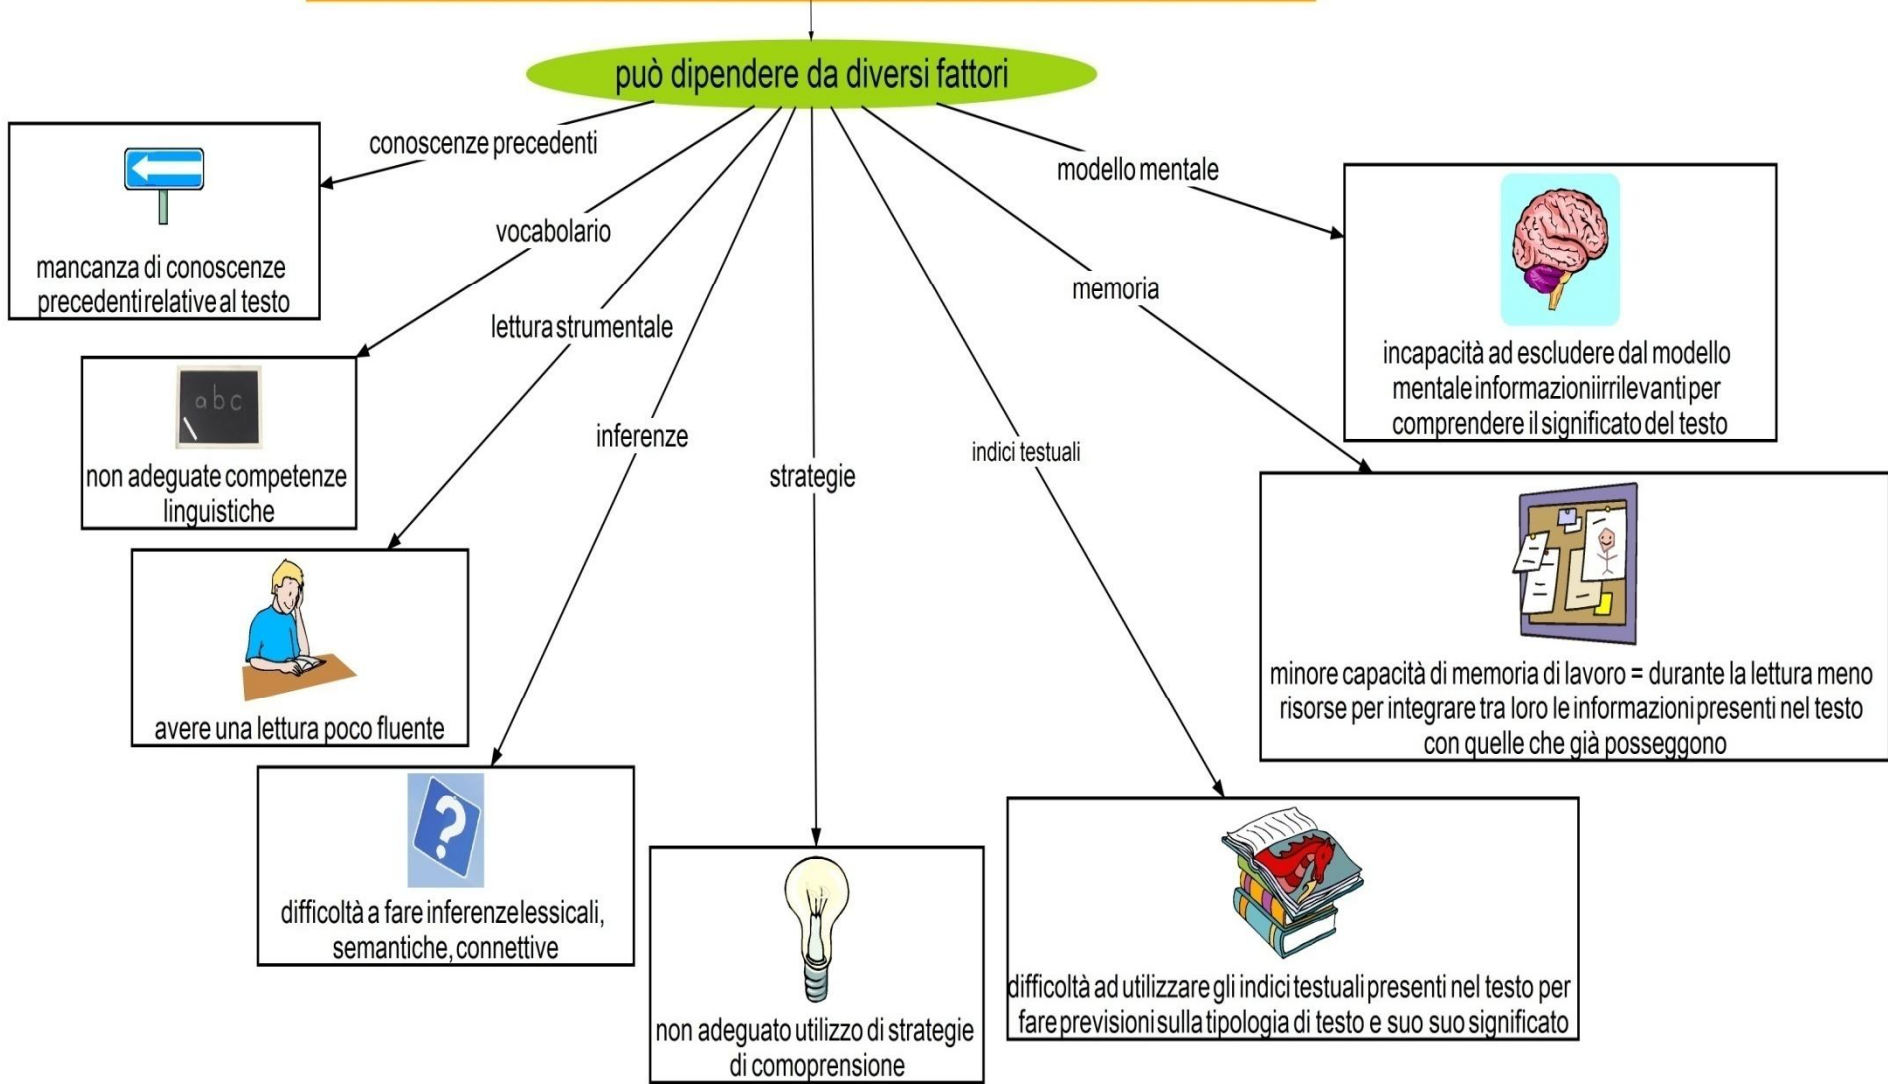 può dipendere da diversi fattori
conoscenze precedenti
mancanza di conoscenze
precedenti relative al testo
vocabolario
abc
non adeguate competenze
linguistiche
lettura strumentale
avere una lettura poco fluente
inferenze
?
difficoltà a fare inferenze lessicali,
semantiche, connettive
strategie
non adeguato utilizzo di strategie
di comoprensione
indici testuali
difficoltà ad utilizzare gli indici testuali presenti nel testo per
fare previsioni sulla tipologia di testo e suo suo significato
memoria
minore capacità di memoria di lavoro = durante la lettura meno
risorse per integrare tra loro le informazioni presenti nel testo
con quelle che già posseggono
modello mentale
incapacità ad escludere dal modello
mentale informazioni irrilevanti per
comprendere il significato del testo